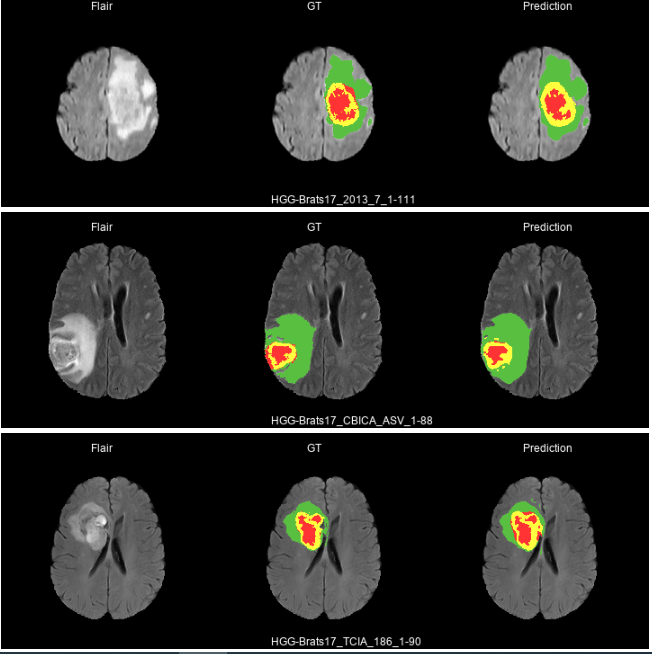 Flair GT Prediction
HGG-Brats17_2013_7_1-111
Flair GT Prediction
HGG-Brats17_CBICA_ASV_1-88
Flair GT Prediction
HGG-Brats17_TCIA_186_1-90